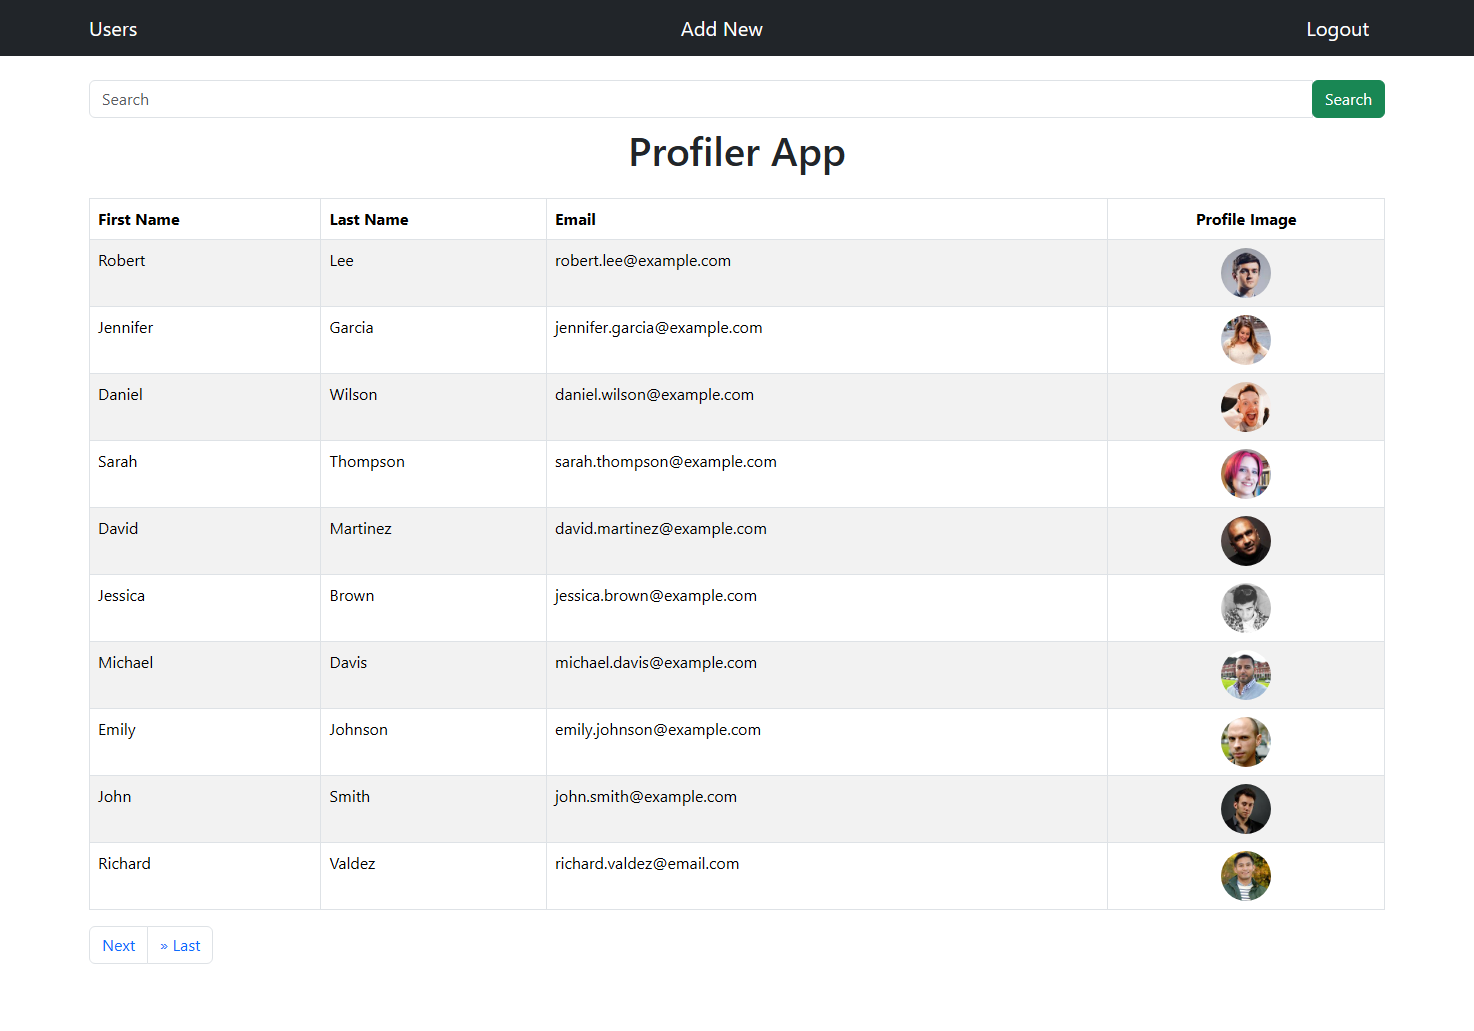 Users Add New Logout
Search Search
Profiler App
First Name Last Name Email Profile Image
Robert Lee robert.lee@example.com
Jennifer Garcia jennifer.garcia@example.com
Daniel Wilson daniel.wilson@example.com
Sarah Thompson sarah.thompson@example.com
David Martinez david.martinez@example.com
Jessica Brown jessica.brown@example.com
Michael Davis michael.davis@example.com
Emily Johnson emily.johnson@example.com
John Smith john.smith@example.com
Richard Valdez richard.valdez@email.com
Next » Last